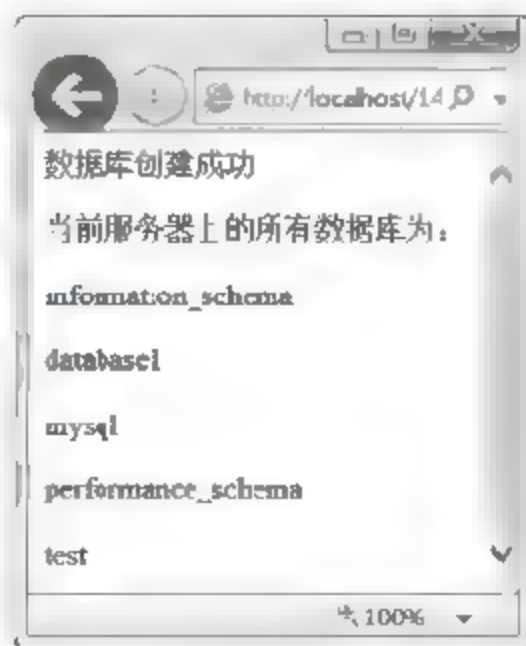 http://localhost/14
数据库创建成功
当前服务器上的所有数据库为：
information_schema
database1
mysql
performance_schema
test
100%